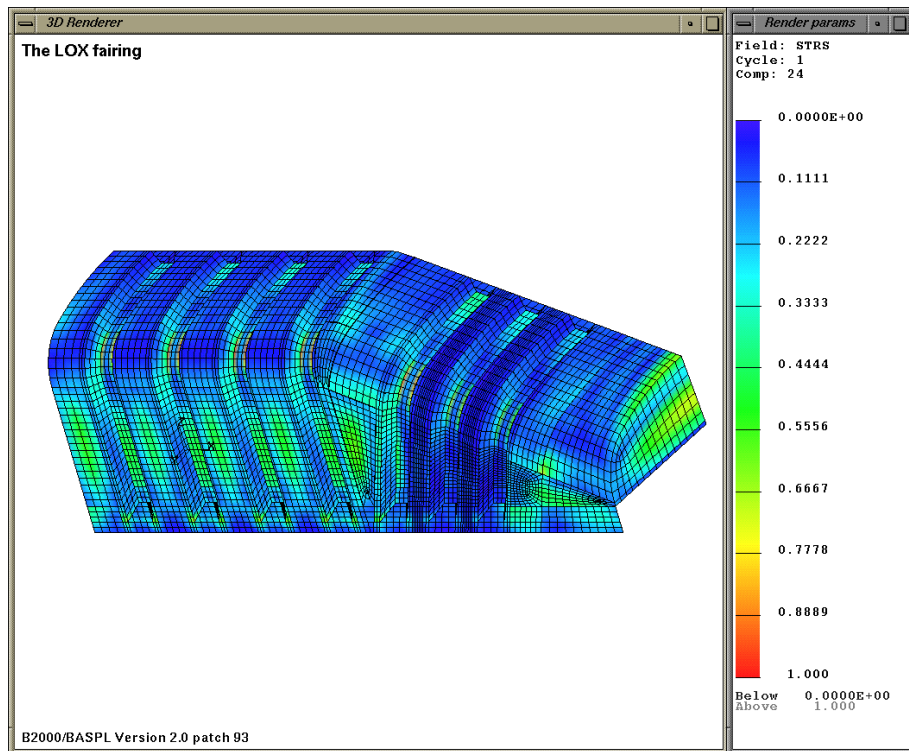 3D Renderer
The LOX fairing
B2000/BASPL Version 2.0 patch 93
Render params
Field: STRS
Cycle: 1
Comp: 24
0.0000E+00
0.1111
0.2222
0.3333
0.4444
0.5556
0.6667
0.7778
0.8889
1.000
Below 0.0000E+00
Above 1.000